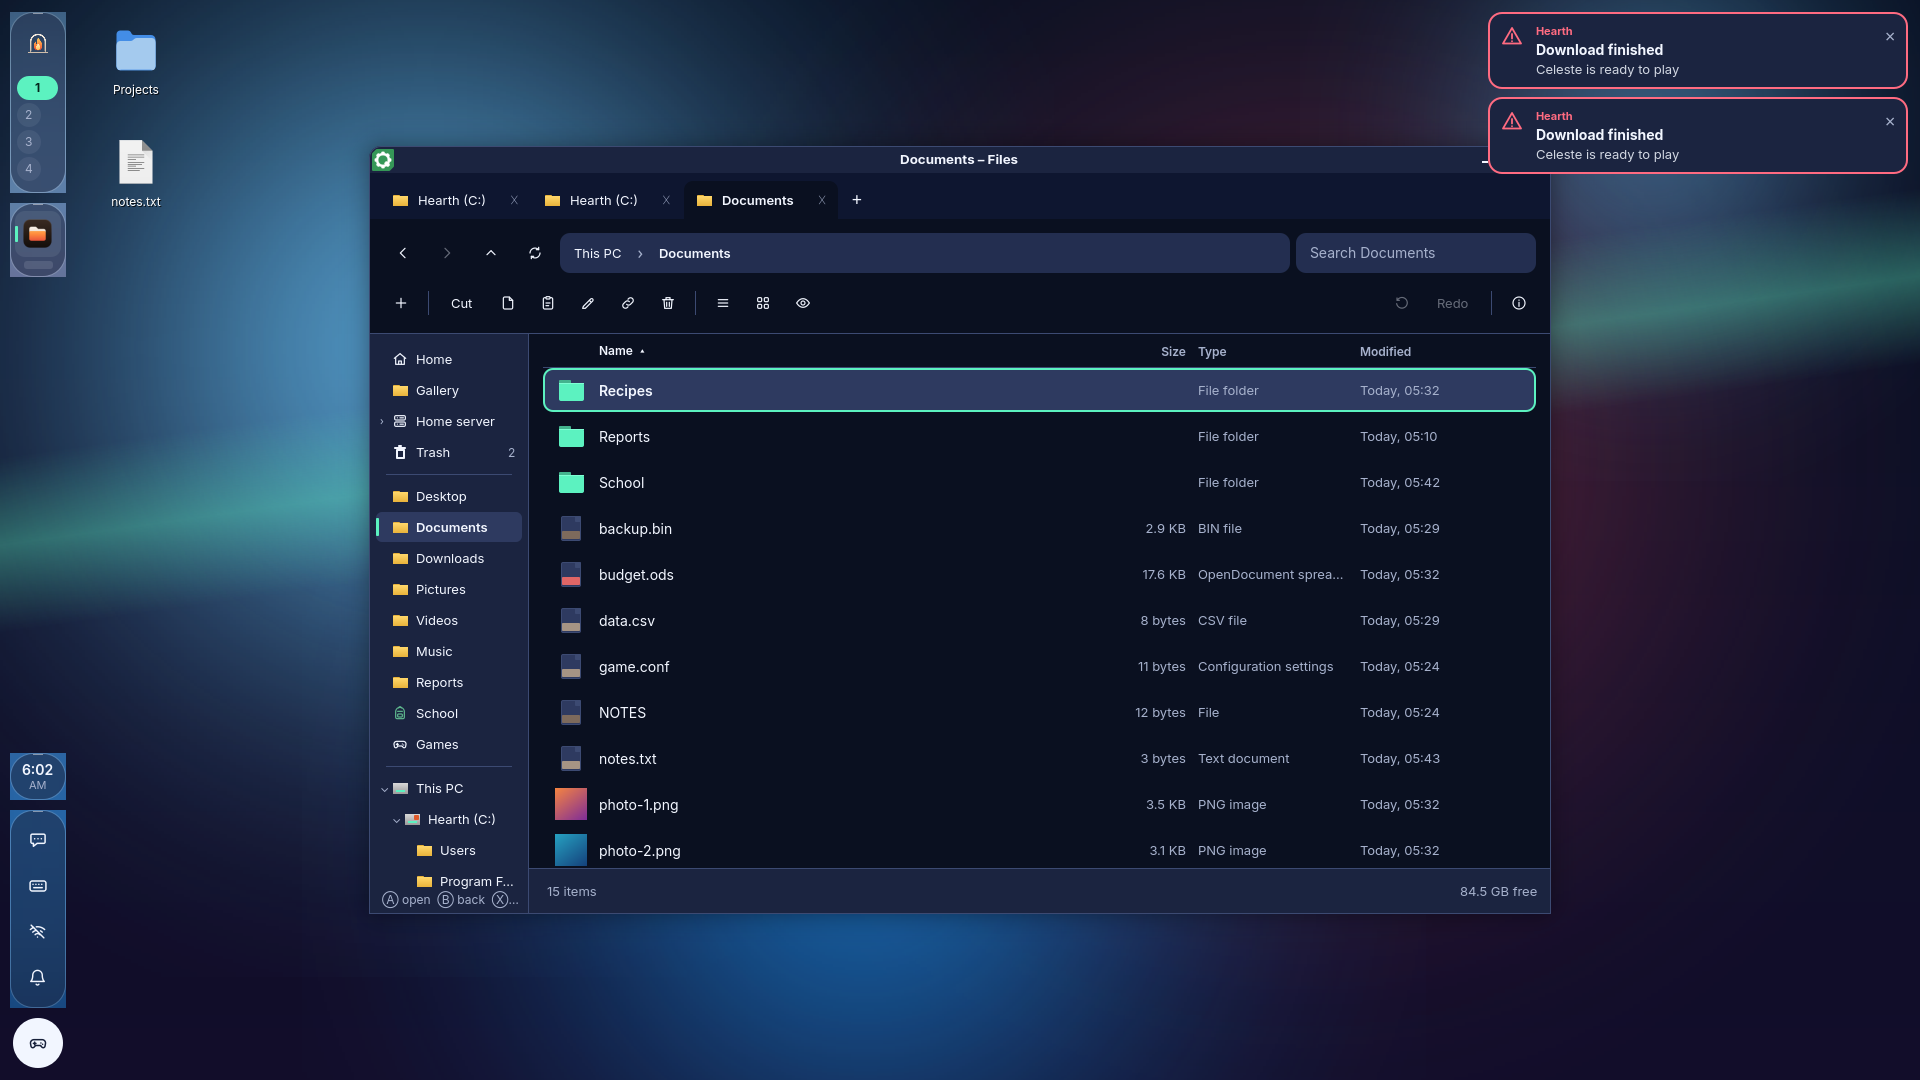 1
2
3
4
6:02
AM
Projects
notes.txt
Documents – Files
Hearth (C:) X
Hearth (C:) X
Documents X
+
This PC › Documents
Search Documents
Cut
Redo
Home
Gallery
Home server
Trash 2
Desktop
Documents
Downloads
Pictures
Videos
Music
Reports
School
Games
This PC
Hearth (C:)
Users
Program F...
A open B back X...
Name Size Type Modified
Recipes File folder Today, 05:32
Reports File folder Today, 05:10
School File folder Today, 05:42
backup.bin 2.9 KB BIN file Today, 05:29
budget.ods 17.6 KB OpenDocument sprea... Today, 05:32
data.csv 8 bytes CSV file Today, 05:29
game.conf 11 bytes Configuration settings Today, 05:24
NOTES 12 bytes File Today, 05:24
notes.txt 3 bytes Text document Today, 05:43
photo-1.png 3.5 KB PNG image Today, 05:32
photo-2.png 3.1 KB PNG image Today, 05:32
15 items
84.5 GB free
Hearth
Download finished
Celeste is ready to play
Hearth
Download finished
Celeste is ready to play